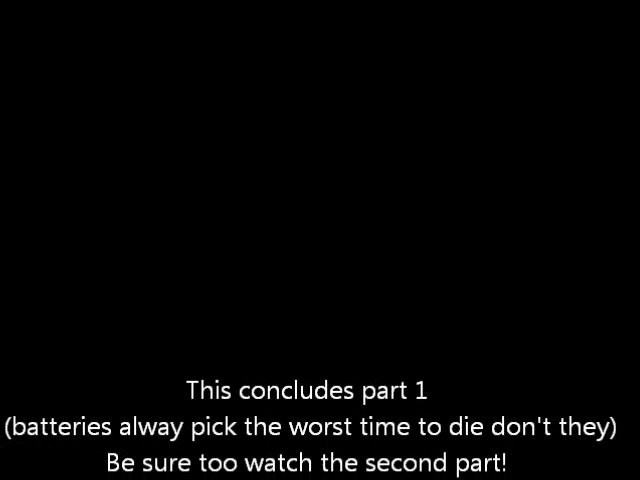 This concludes part 1
(batteries alway pick the worst time to die don't they)
Be sure too watch the second part!